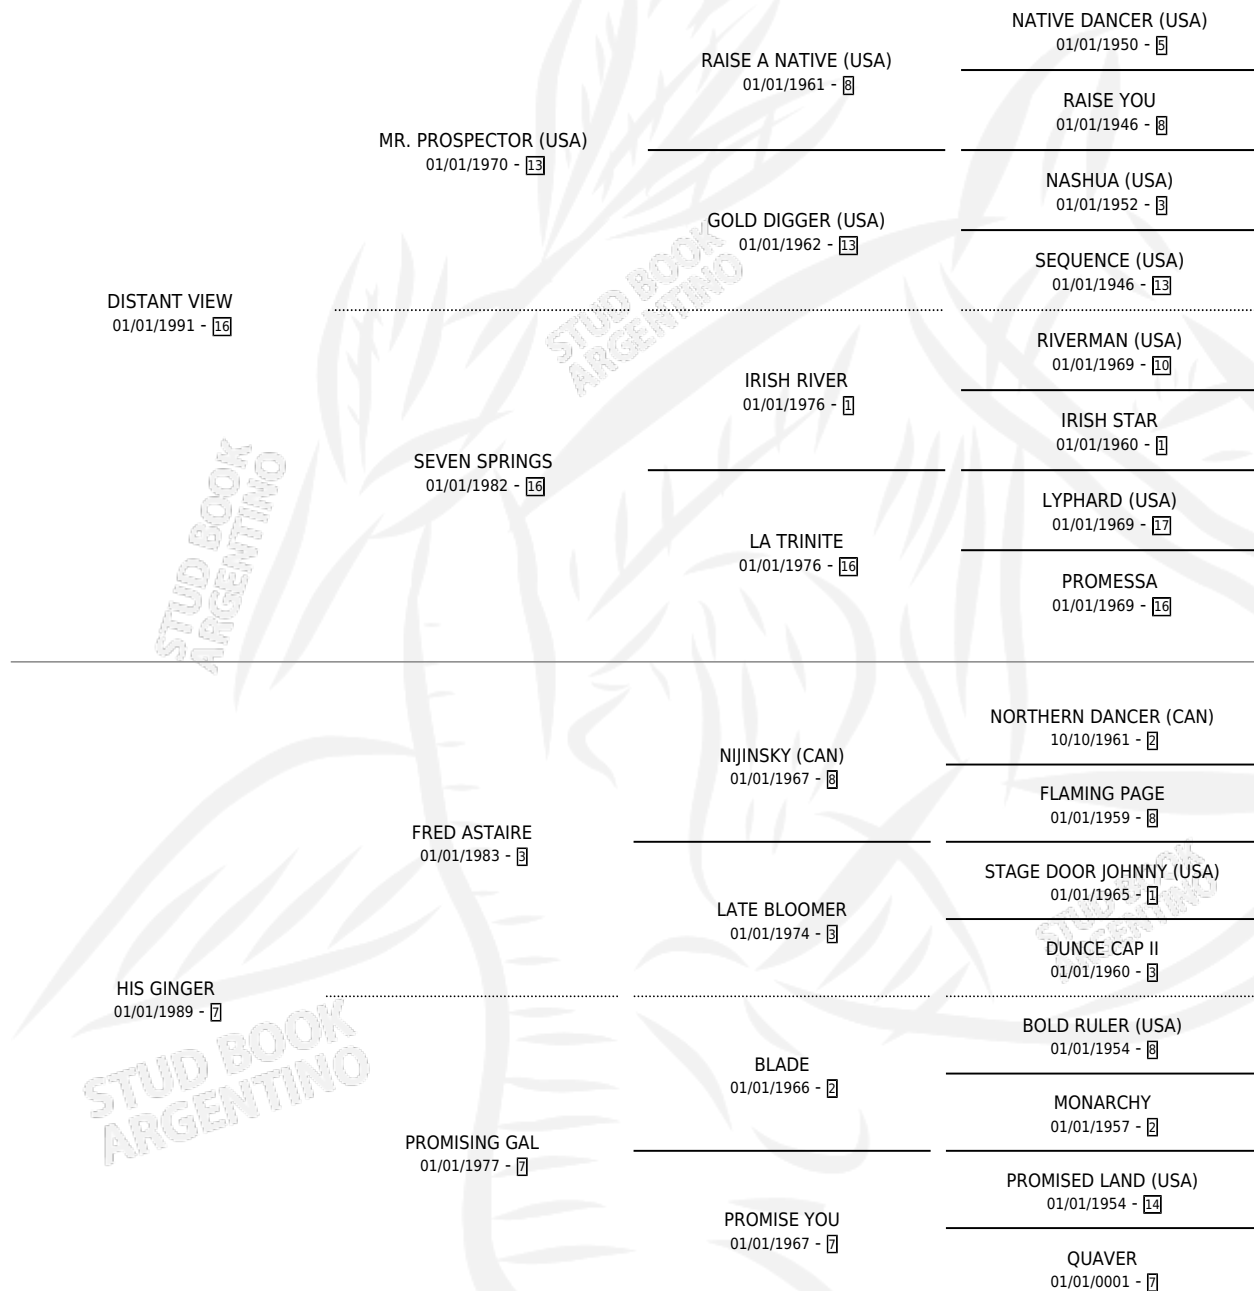 NATIVE DANCER (USA)
01/01/1950 - 5
RAISE A NATIVE (USA)
01/01/1961 - 8
RAISE YOU
01/01/1946 - 8
MR. PROSPECTOR (USA)
01/01/1970 - 13
NASHUA (USA)
01/01/1952 - 3
GOLD DIGGER (USA)
01/01/1962 - 13
SEQUENCE (USA)
01/01/1946 - 13
DISTANT VIEW
01/01/1991 - 16
RIVERMAN (USA)
01/01/1969 - 10
IRISH RIVER
01/01/1976 - 1
IRISH STAR
01/01/1960 - 1
SEVEN SPRINGS
01/01/1982 - 16
LYPHARD (USA)
01/01/1969 - 17
LA TRINITE
01/01/1976 - 16
PROMESSA
01/01/1969 - 16
NORTHERN DANCER (CAN)
10/10/1961 - 2
NIJINSKY (CAN)
01/01/1967 - 8
FLAMING PAGE
01/01/1959 - 8
FRED ASTAIRE
01/01/1983 - 3
STAGE DOOR JOHNNY (USA)
01/01/1965 - 1
LATE BLOOMER
01/01/1974 - 3
DUNCE CAP II
01/01/1960 - 3
HIS GINGER
01/01/1989 - 7
BOLD RULER (USA)
01/01/1954 - 8
BLADE
01/01/1966 - 2
MONARCHY
01/01/1957 - 2
PROMISING GAL
01/01/1977 - 7
PROMISED LAND (USA)
01/01/1954 - 14
PROMISE YOU
01/01/1967 - 7
QUAVER
01/01/0001 - 7
STUD BOOK
ARGENTINO
STUD BOOK
ARGENTINO
STUD BOOK
ARGENTINO
STUD BOOK
ARGENTINO